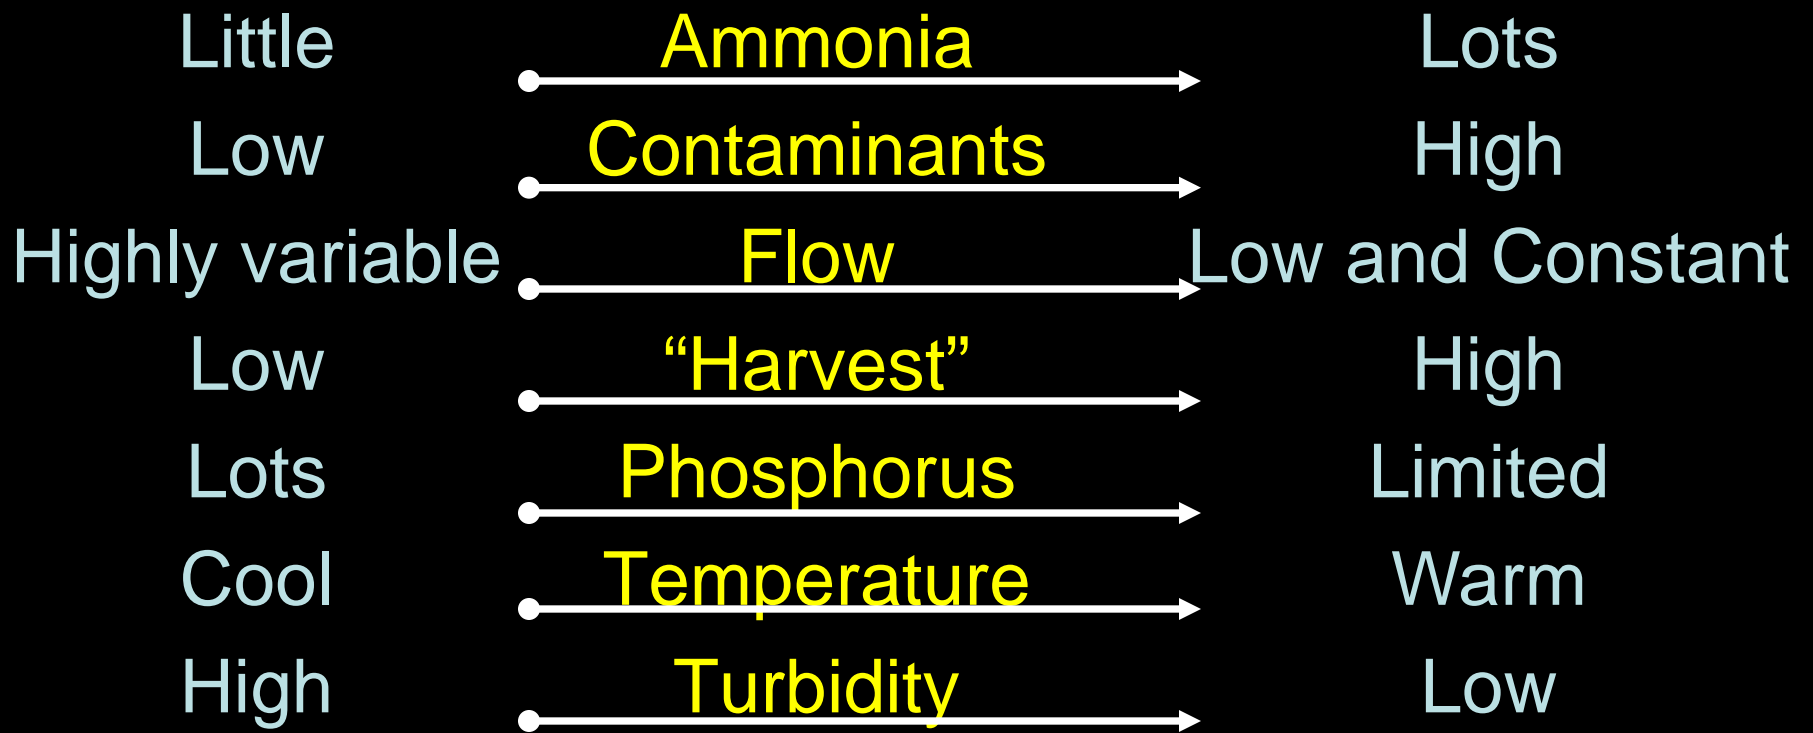 Little Ammonia Lots
Low Contaminants High
Highly variable Flow Low and Constant
Low “Harvest” High
Lots Phosphorus Limited
Cool Temperature Warm
High Turbidity Low